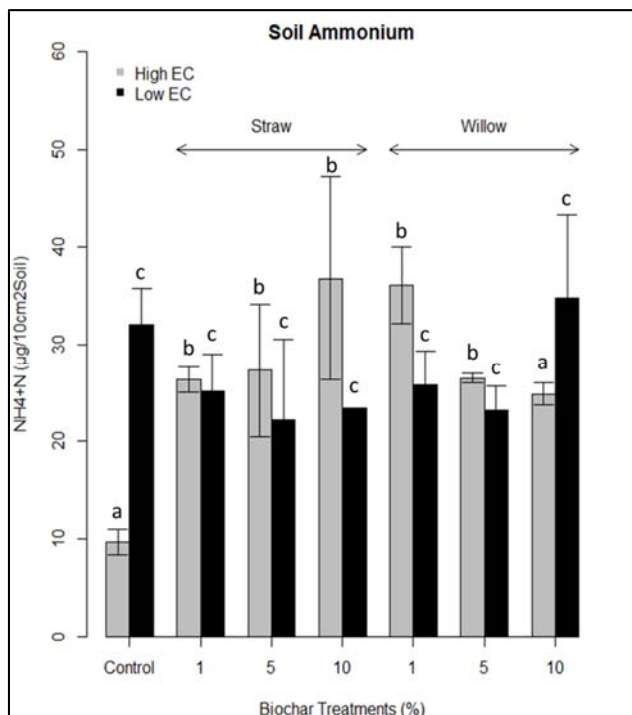 Soil Ammonium
High EC
Low EC
Straw
Willow
NH4+N (µg/10cm2Soil)
60
50
40
30
20
10
0
a
c
b
c
b
c
b
c
b
c
b
c
a
c
Control
1
5
10
1
5
10
Biochar Treatments (%)